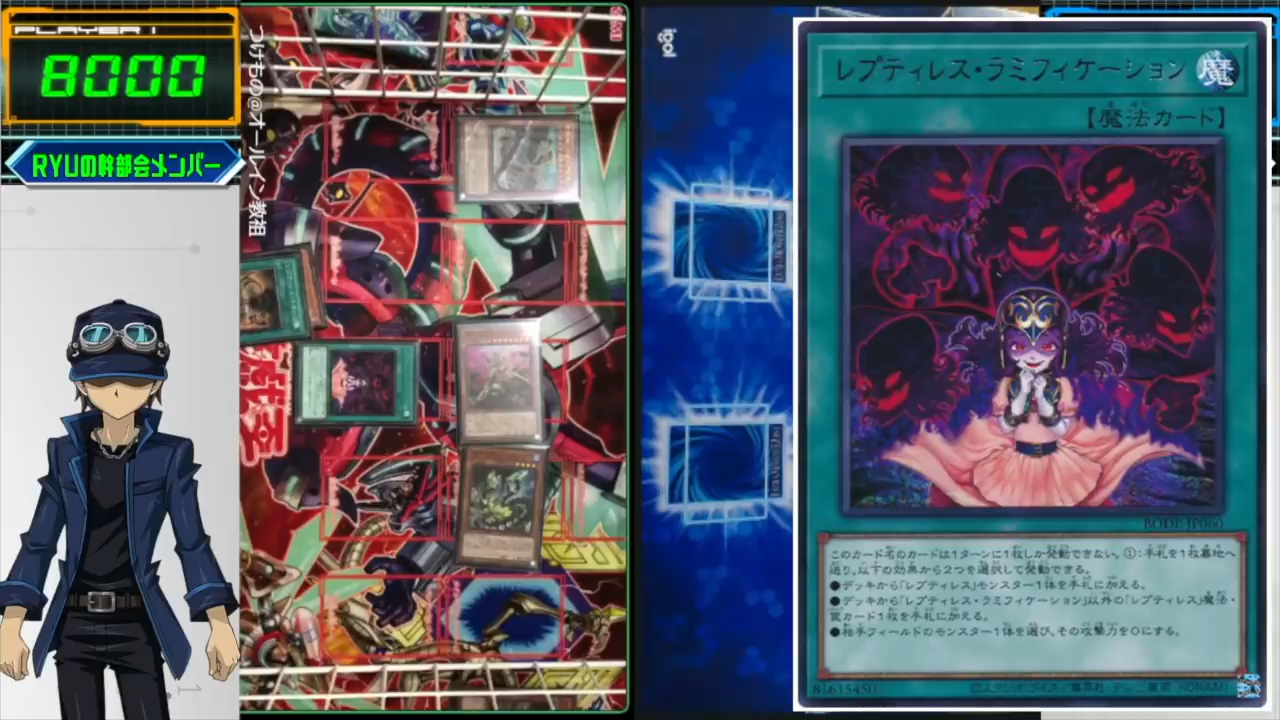 PLAYER 1
8000
RYUの幹部会メンバー
つけもの@オールイン教祖
igol
レプティレス・ラミフィケーション
魔
【魔法カード】
BODE-JP060
このカード名のカードは1ターンに1枚しか発動できない。①:手札を1枚墓地へ
送り、以下の効果から2つを選択して発動できる。
●デッキから「レプティレス」モンスター1体を手札に加える。
●デッキから「レプティレス・ラミフィケーション」以外の「レプティレス」魔法・
罠カード1枚を手札に加える。
●相手フィールドのモンスター1体を選び、その攻撃力を0にする。
81615450